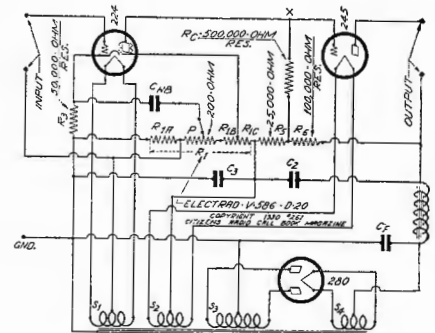 224
245
X
RC: 500,000-OHM
RES.
INPUT
50,000-OHM
RES.
R3
CNB
200-OHM
25,000-OHM
100,000-OHM
RES.
OUTPUT
R1A
P
R1B
R1C
R5
R6
R1
C3
C2
ELECTRAD-V-586-D-20
COPYRIGHT 1930 #261
CITIZENS RADIO CALL BOOK MAGAZINE
GND.
CF
280
S1
S2
S3
S4